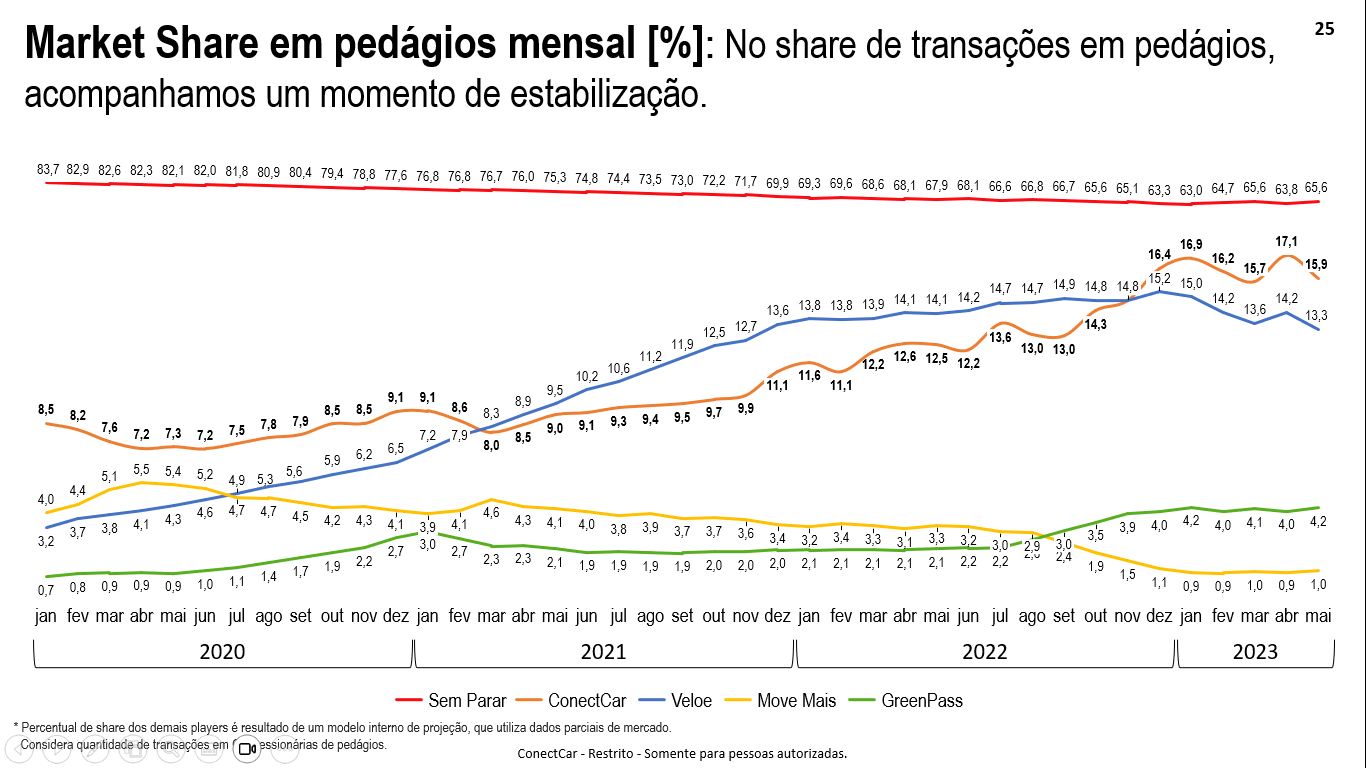 Market Share em pedágios mensal [%]: No share de transações em pedágios,
acompanhamos um momento de estabilização.
25
83,7 82,9 82,6 82,3 82,1 82,0 81,8 80,9 80,4 79,4 78,8 77,6 76,8 76,8 76,7 76,0 75,3 74,8 74,4 73,5 73,0 72,2 71,7 69,9 69,3 69,6 68,6 68,1 67,9 68,1 66,6 66,8 66,7 65,6 65,1 63,3 63,0 64,7 65,6 63,8 65,6
8,5 8,2 7,6 7,2 7,3 7,2 7,5 7,8 7,9 8,5 8,5 9,1 9,1 8,6 8,0 8,5 9,0 9,1 9,3 9,4 9,5 9,7 9,9 11,1 11,6 11,1 12,2 12,6 12,5 12,2 13,6 13,0 13,0 14,3 16,4 16,9 16,2 15,7 17,1 15,9
3,2 3,7 3,8 4,1 4,3 4,6 4,9 5,3 5,6 5,9 6,2 6,5 7,2 7,9 8,3 8,9 9,5 10,2 10,6 11,2 11,9 12,5 12,7 13,6 13,8 13,8 13,9 14,1 14,1 14,2 14,7 14,7 14,9 14,8 14,8 15,2 15,0 14,2 13,6 14,2 13,3
4,0 4,4 5,1 5,5 5,4 5,2 4,7 4,7 4,5 4,2 4,3 4,1 3,9 4,1 4,6 4,3 4,1 4,0 3,8 3,9 3,7 3,7 3,6 3,4 3,2 3,4 3,3 3,1 3,3 3,2 3,0 2,9 2,4 1,9 1,5 1,1 0,9 0,9 1,0 0,9 1,0
0,7 0,8 0,9 0,9 0,9 1,0 1,1 1,4 1,7 1,9 2,2 2,7 3,0 2,7 2,3 2,3 2,1 1,9 1,9 1,9 1,9 2,0 2,0 2,0 2,1 2,1 2,1 2,1 2,1 2,2 2,2 3,0 3,5 3,9 4,0 4,2 4,0 4,1 4,0 4,2
jan fev mar abr mai jun jul ago set out nov dez jan fev mar abr mai jun jul ago set out nov dez jan fev mar abr mai jun jul ago set out nov dez jan fev mar abr mai
2020 2021 2022 2023
Sem Parar ConectCar Veloe Move Mais GreenPass
* Percentual de share dos demais players é resultado de um modelo interno de projeção, que utiliza dados parciais de mercado.
Considera quantidade de transações em de pedágios.
ConectCar - Restrito - Somente para pessoas autorizadas.